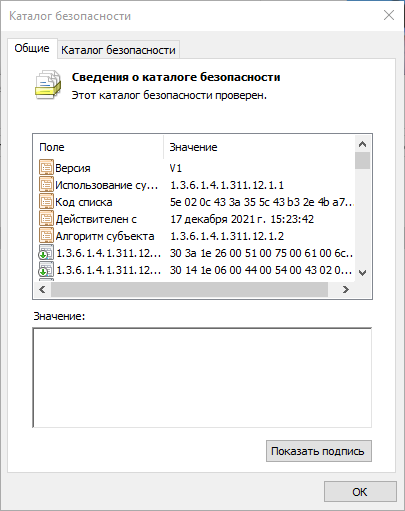 Каталог безопасности
Общие Каталог безопасности
Сведения о каталоге безопасности
Этот каталог безопасности проверен.
Поле Значение
Версия V1
Использование су... 1.3.6.1.4.1.311.12.1.1
Код списка 5e 02 0c 43 3a 35 5c 43 b3 2e 4b a7...
Действителен с 17 декабря 2021 г. 15:23:42
Алгоритм субъекта 1.3.6.1.4.1.311.12.1.2
1.3.6.1.4.1.311.12.... 30 3a 1e 26 00 51 00 75 00 61 00 6c...
1.3.6.1.4.1.311.12.... 30 14 1e 06 00 44 00 54 00 43 02 0...
Значение:
Показать подпись
ОК